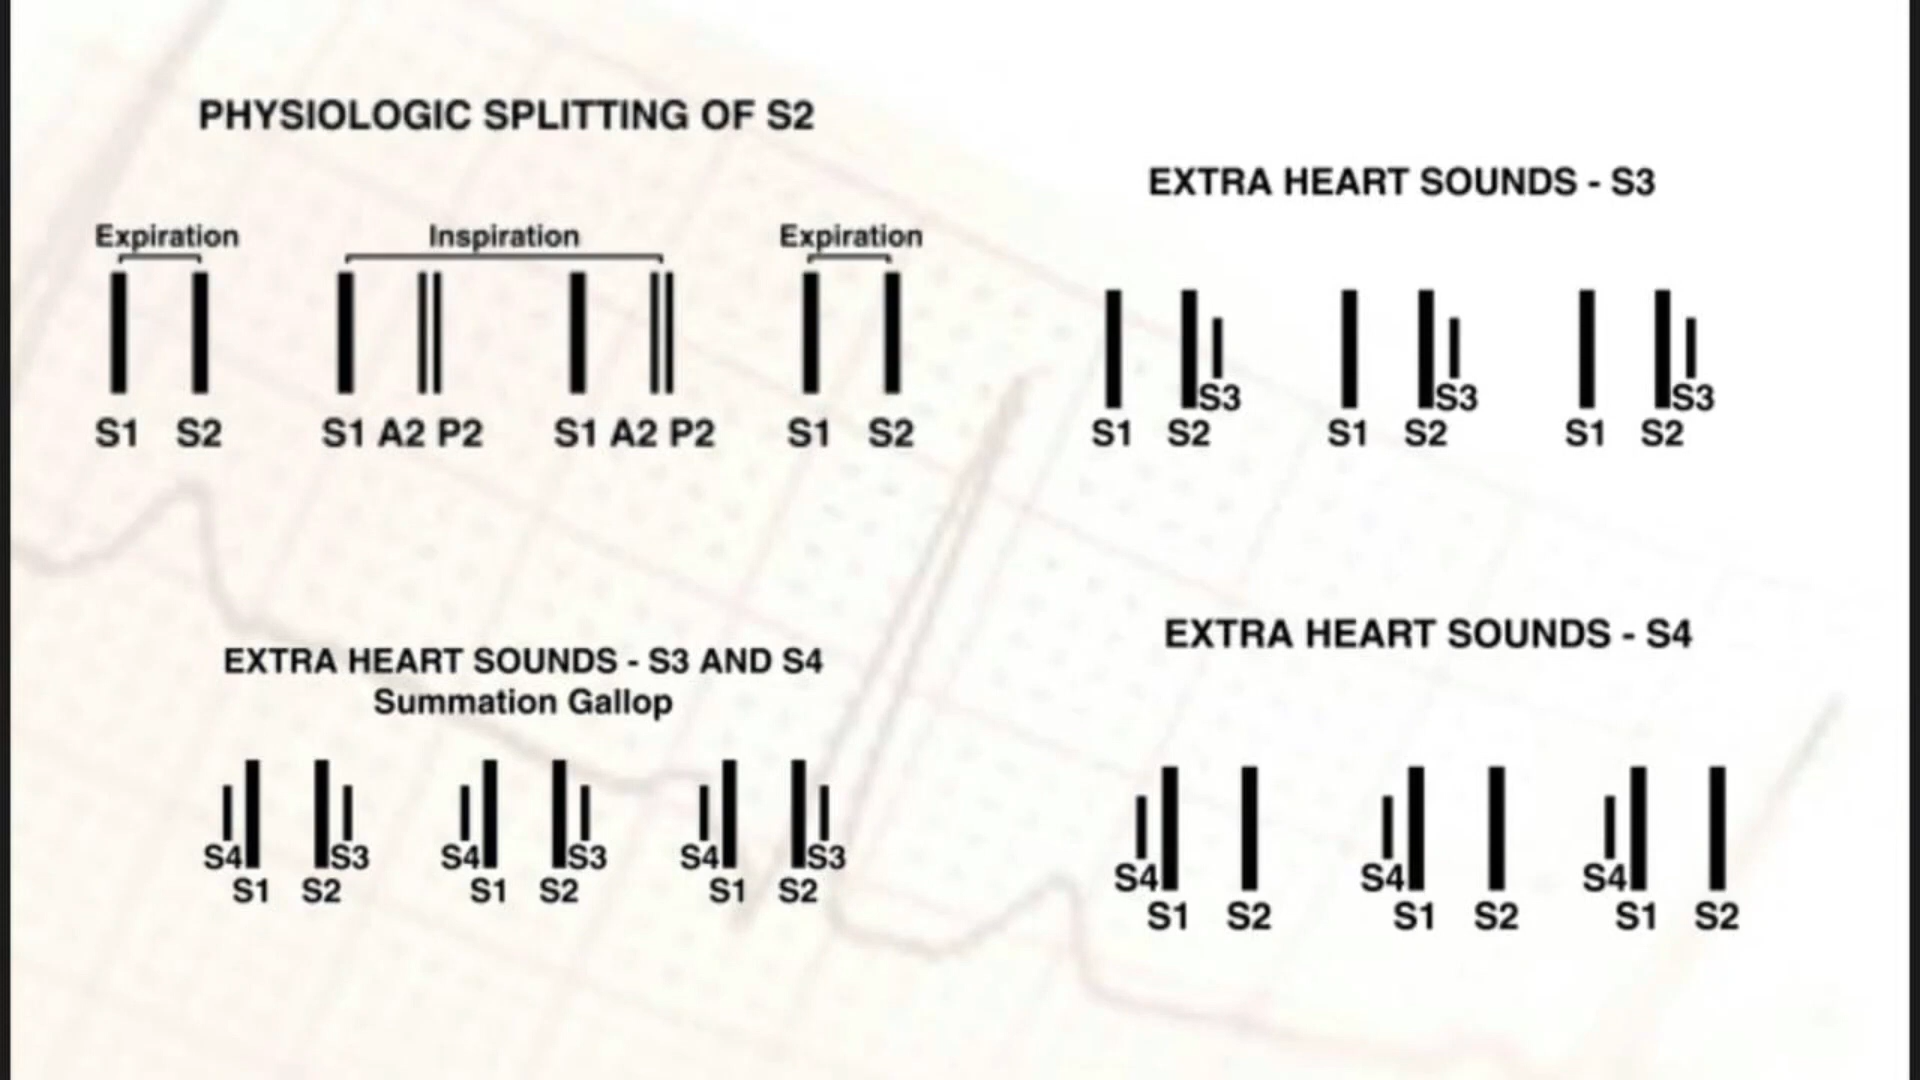 PHYSIOLOGIC SPLITTING OF S2
Expiration Inspiration Expiration
S1 S2 S1 A2 P2 S1 A2 P2 S1 S2
EXTRA HEART SOUNDS - S3
S3 S3 S3
S1 S2 S1 S2 S1 S2
EXTRA HEART SOUNDS - S3 AND S4
Summation Gallop
S4 S3 S4 S3 S4 S3
S1 S2 S1 S2 S1 S2
EXTRA HEART SOUNDS - S4
S4 S4 S4
S1 S2 S1 S2 S1 S2